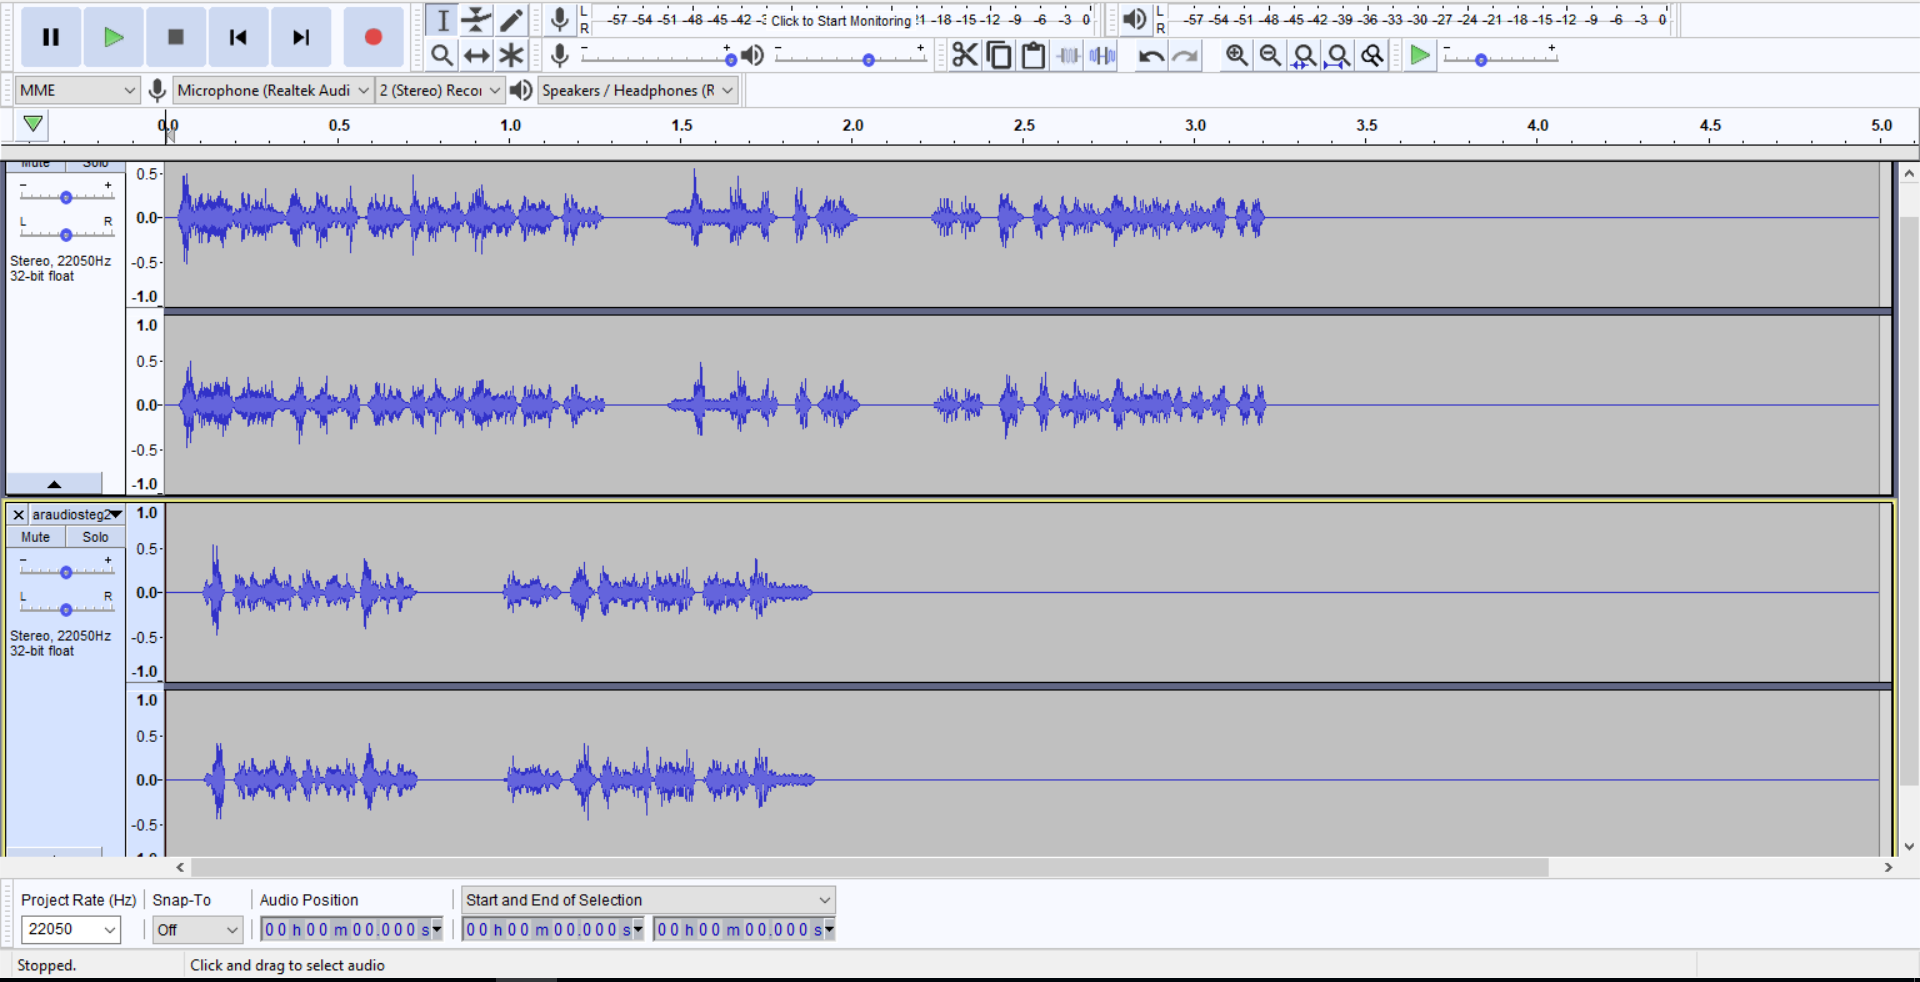 L
R
-57 -54 -51 -48 -45 -42 -3 Click to Start Monitoring !1 -18 -15 -12 -9 -6 -3 0
L
R
-57 -54 -51 -48 -45 -42 -39 -36 -33 -30 -27 -24 -21 -18 -15 -12 -9 -6 -3 0
- +
- +
- +
MME
Microphone (Realtek Audi
2 (Stereo) Recor
Speakers / Headphones (R
0.0 0.5 1.0 1.5 2.0 2.5 3.0 3.5 4.0 4.5 5.0
Mute Solo
- +
L R
Stereo, 22050Hz
32-bit float
0.5-
0.0-
-0.5-
-1.0
1.0
0.5-
0.0-
-0.5-
-1.0
araudiosteg2
Mute Solo
- +
L R
Stereo, 22050Hz
32-bit float
1.0
0.5-
0.0-
-0.5-
-1.0
1.0
0.5-
0.0-
-0.5-
-1.0
Project Rate (Hz)
22050
Snap-To
Off
Audio Position
00 h 00 m 00.000 s
Start and End of Selection
00 h 00 m 00.000 s
00 h 00 m 00.000 s
Stopped.
Click and drag to select audio